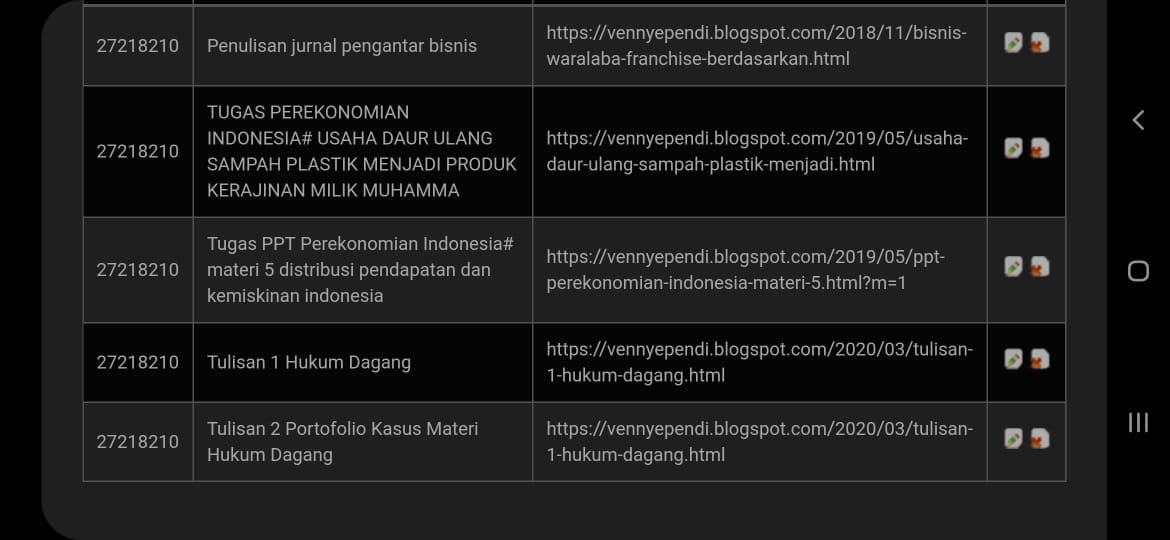 27218210
Penulisan jurnal pengantar bisnis
https://vennyependi.blogspot.com/2018/11/bisnis-
waralaba-franchise-berdasarkan.html
27218210
TUGAS PEREKONOMIAN
INDONESIA# USAHA DAUR ULANG
SAMPAH PLASTIK MENJADI PRODUK
KERAJINAN MILIK MUHAMMA
https://vennyependi.blogspot.com/2019/05/usaha-
daur-ulang-sampah-plastik-menjadi.html
27218210
Tugas PPT Perekonomian Indonesia#
materi 5 distribusi pendapatan dan
kemiskinan indonesia
https://vennyependi.blogspot.com/2019/05/ppt-
perekonomian-indonesia-materi-5.html?m=1
27218210
Tulisan 1 Hukum Dagang
https://vennyependi.blogspot.com/2020/03/tulisan-
1-hukum-dagang.html
27218210
Tulisan 2 Portofolio Kasus Materi
Hukum Dagang
https://vennyependi.blogspot.com/2020/03/tulisan-
1-hukum-dagang.html